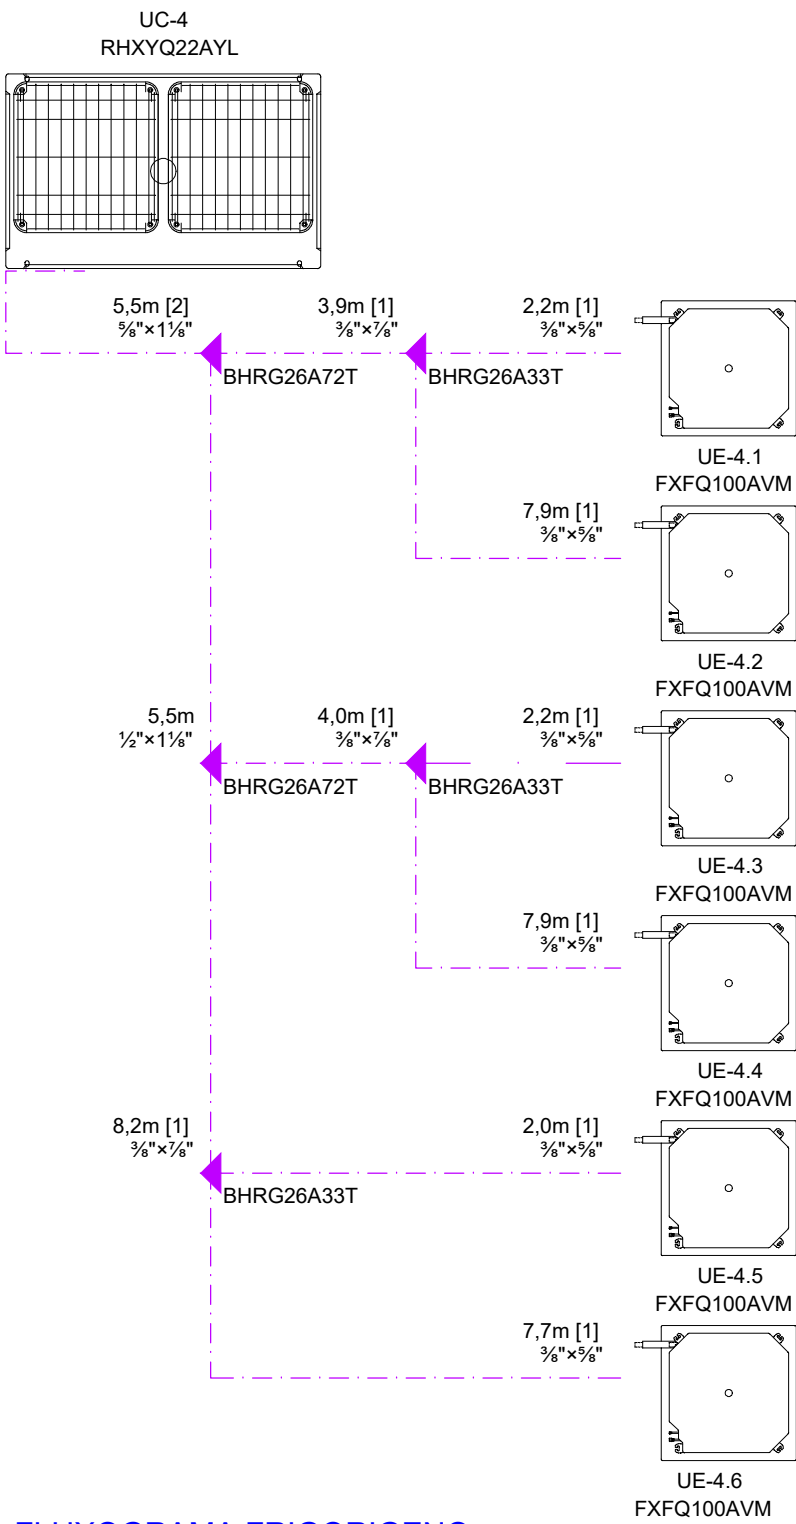 UC-4
RHXYQ22AYL
5,5m [2]
⅝"×1⅛"
3,9m [1]
⅜"×⅞"
2,2m [1]
⅜"×⅝"
BHRG26A72T
BHRG26A33T
UE-4.1
FXFQ100AVM
7,9m [1]
⅜"×⅝"
UE-4.2
FXFQ100AVM
5,5m
½"×1⅛"
4,0m [1]
⅜"×⅞"
2,2m [1]
⅜"×⅝"
BHRG26A72T
BHRG26A33T
UE-4.3
FXFQ100AVM
7,9m [1]
⅜"×⅝"
UE-4.4
FXFQ100AVM
8,2m [1]
⅜"×⅞"
2,0m [1]
⅜"×⅝"
BHRG26A33T
UE-4.5
FXFQ100AVM
7,7m [1]
⅜"×⅝"
UE-4.6
FXFQ100AVM
FLUXOGRAMA FRIGORIGENO